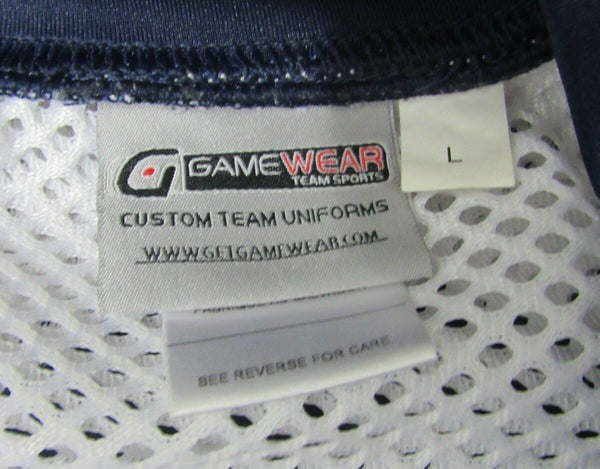 G GAMEWEAR
TEAM SPORTS
L
CUSTOM TEAM UNIFORMS
WWW.GETGAMEWEAR.COM
SEE REVERSE FOR CARE